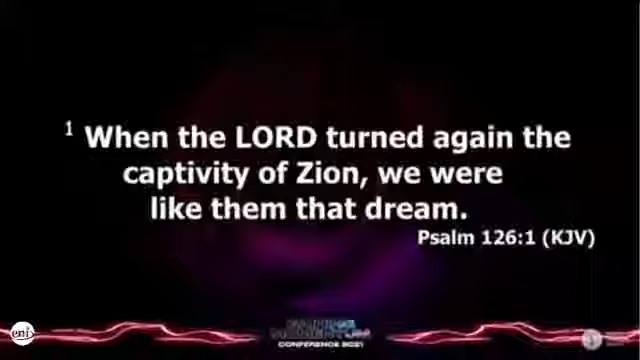 1 When the LORD turned again the
captivity of Zion, we were
like them that dream.
Psalm 126:1 (KJV)
eni
CONFERENCE 2021